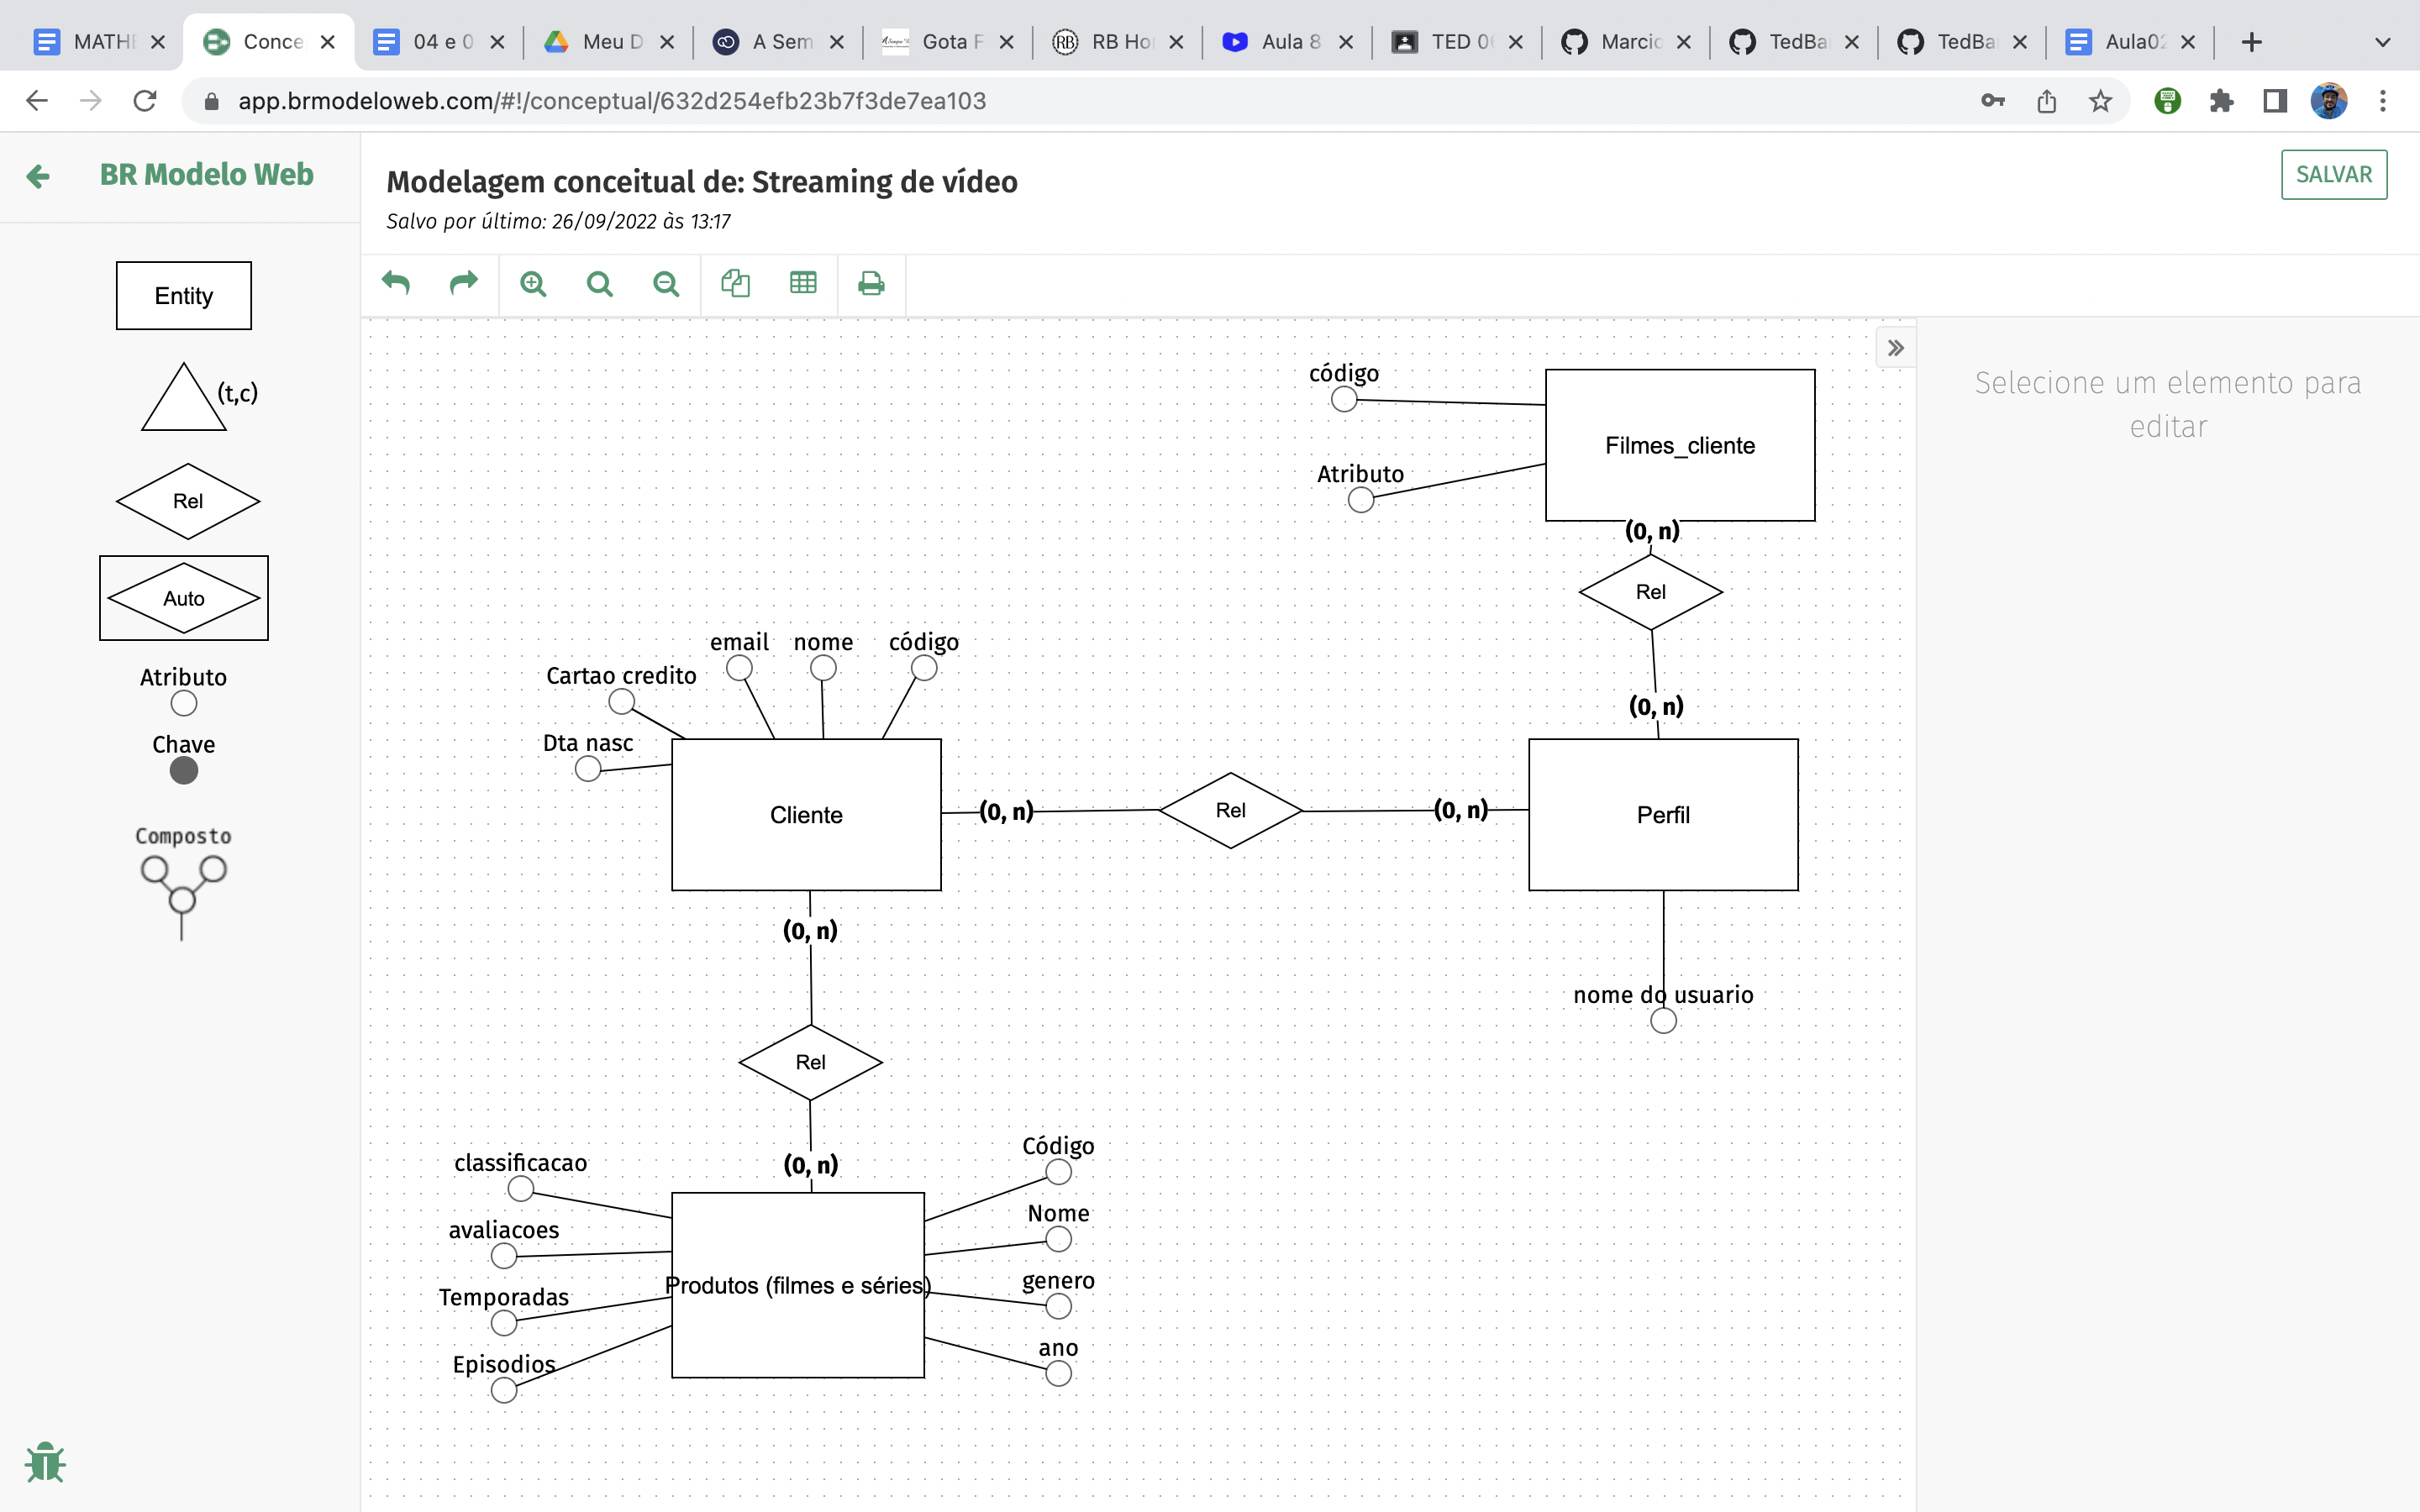 MATH
Conce
04 e 0
Meu D
A Sem
Gota F
RB Ho
Aula 8
TED 0
Marcio
TedBa
TedBa
Aula02
app.brmodeloweb.com/#!/conceptual/632d254efb23b7f3de7ea103
BR Modelo Web
Modelagem conceitual de: Streaming de vídeo
Salvo por último: 26/09/2022 às 13:17
SALVAR
Entity
(t,c)
Rel
Auto
Atributo
Chave
Composto
Selecione um elemento para
editar
código
Atributo
Filmes_cliente
(0, n)
Rel
(0, n)
email nome código
Cartao credito
Dta nasc
Cliente
(0, n)
Rel
(0, n)
Perfil
nome do usuario
(0, n)
Rel
(0, n)
classificacao
avaliacoes
Temporadas
Episodios
Produtos (filmes e séries)
Código
Nome
genero
ano